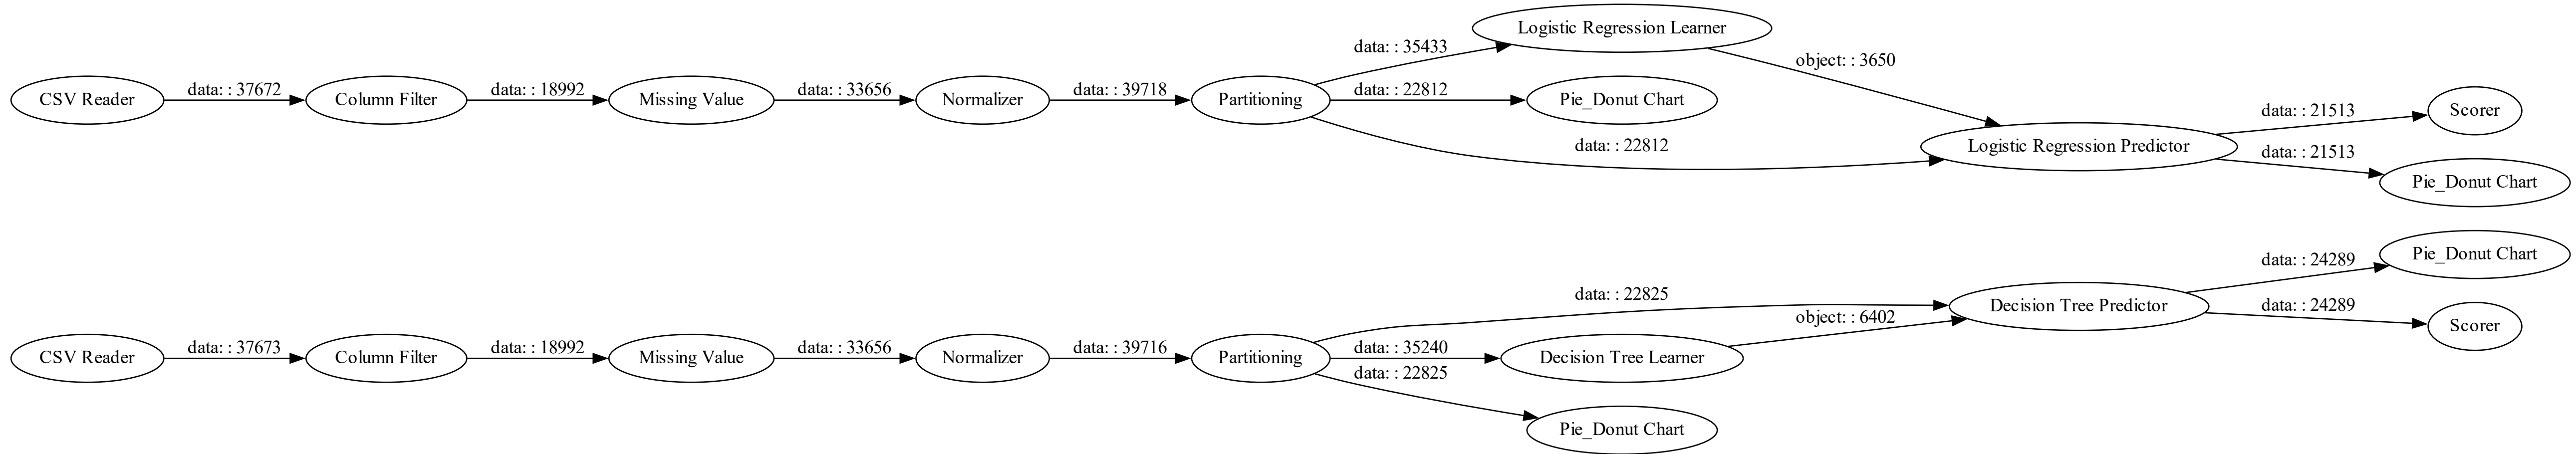 CSV Reader
data: : 37672
Column Filter
data: : 18992
Missing Value
data: : 33656
Normalizer
data: : 39718
Partitioning
data: : 35433
Logistic Regression Learner
data: : 22812
Pie_Donut Chart
data: : 22812
object: : 3650
Logistic Regression Predictor
data: : 21513
Scorer
data: : 21513
Pie_Donut Chart
CSV Reader
data: : 37673
Column Filter
data: : 18992
Missing Value
data: : 33656
Normalizer
data: : 39716
Partitioning
data: : 22825
data: : 35240
Decision Tree Learner
data: : 22825
Pie_Donut Chart
object: : 6402
Decision Tree Predictor
data: : 24289
Pie_Donut Chart
data: : 24289
Scorer